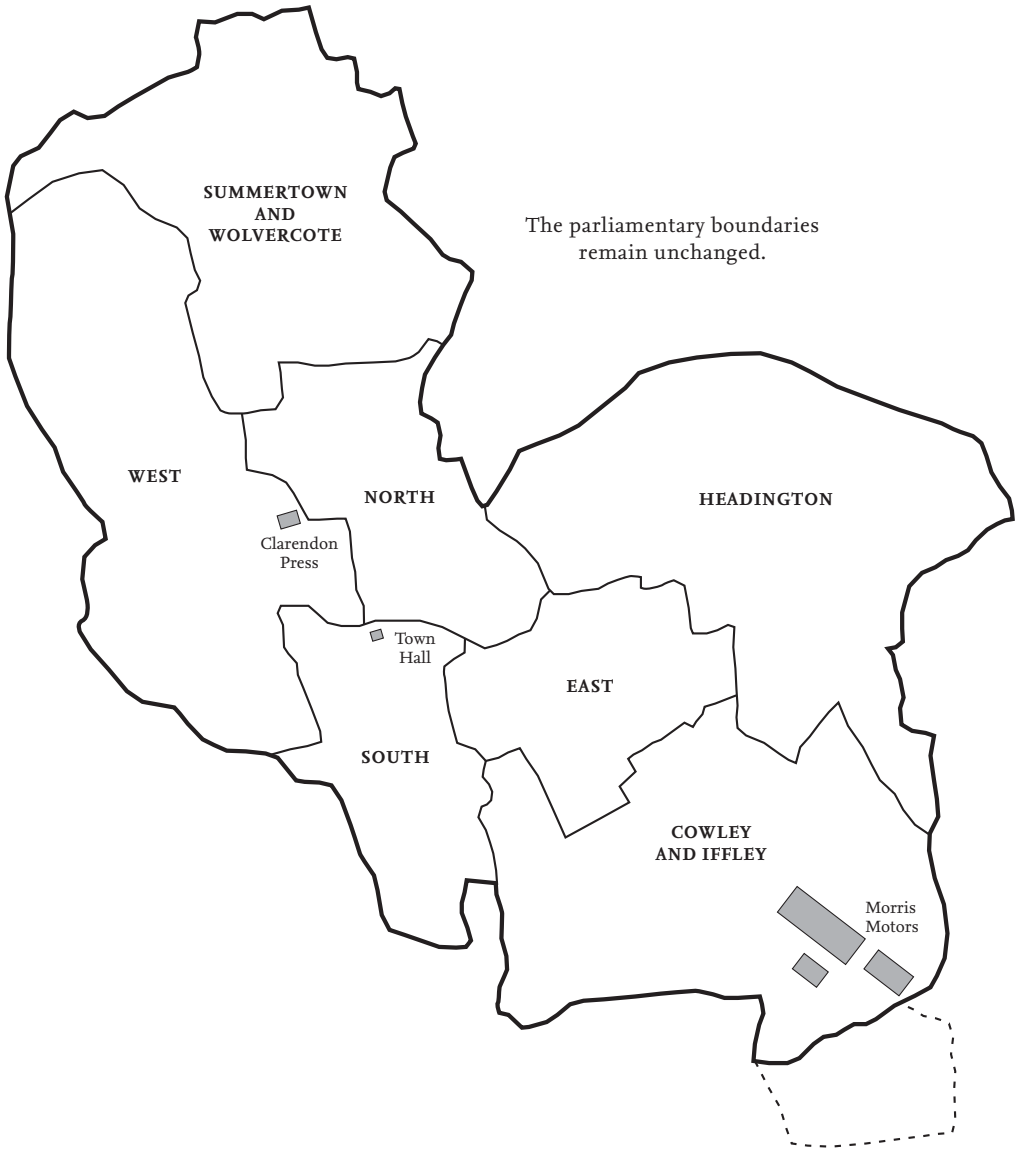 SUMMERTOWN
AND
WOLVERCOTE
The parliamentary boundaries
remain unchanged.
WEST
NORTH
HEADINGTON
Clarendon
Press
Town
Hall
EAST
SOUTH
COWLEY
AND IFFLEY
Morris
Motors